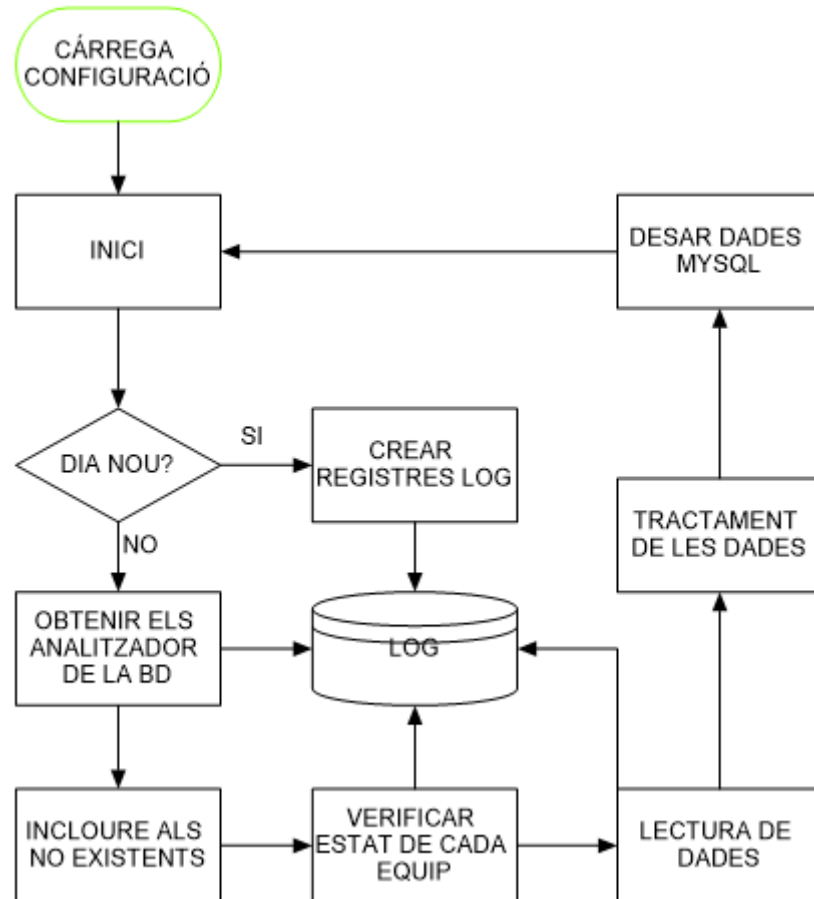 CÁRREGA
CONFIGURACIÓ
INICI
DESAR DADES
MYSQL
DIA NOU?
SI
CREAR
REGISTRES LOG
TRACTAMENT
DE LES DADES
NO
OBTENIR ELS
ANALITZADOR
DE LA BD
LOG
INCLOURE ALS
NO EXISTENTS
VERIFICAR
ESTAT DE CADA
EQUIP
LECTURA DE
DADES